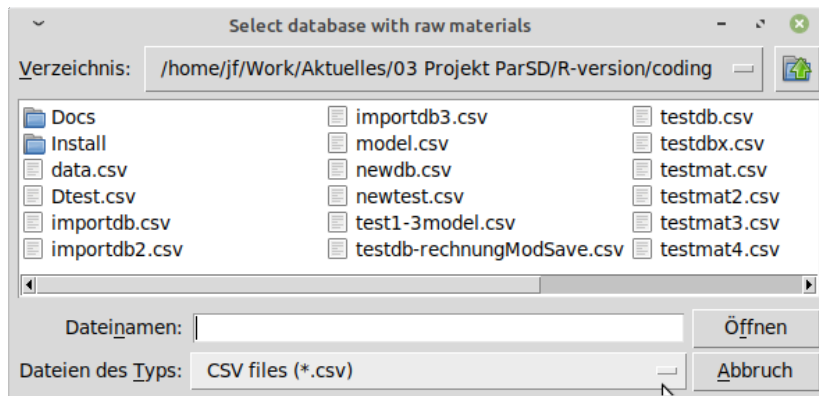 Select database with raw materials
Verzeichnis: /home/jf/Work/Aktuelles/03 Projekt ParSD/R-version/coding
Docs
Install
data.csv
Dtest.csv
importdb.csv
importdb2.csv
importdb3.csv
model.csv
newdb.csv
newtest.csv
test1-3model.csv
testdb-rechnungModSave.csv
testdb.csv
testdbx.csv
testmat.csv
testmat2.csv
testmat3.csv
testmat4.csv
Dateinamen: Öffnen
Dateien des Typs: CSV files (*.csv) Abbruch